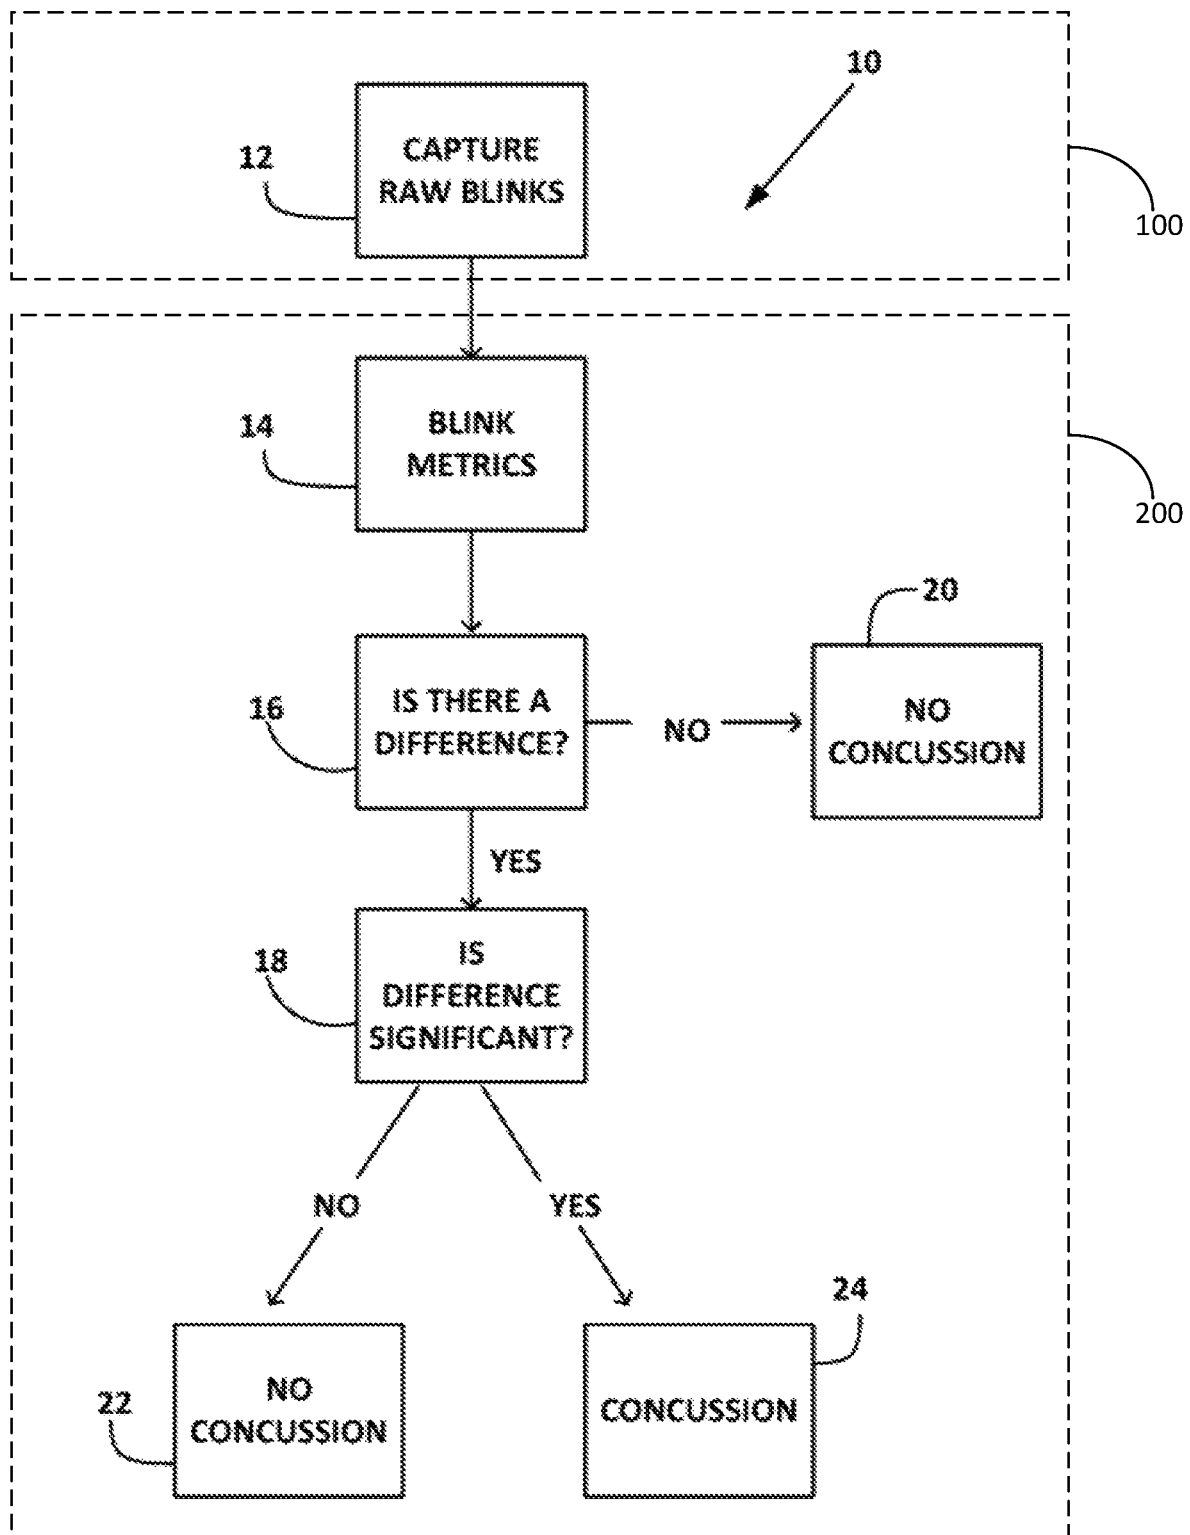 10
12
CAPTURE
RAW BLINKS
100
14
BLINK
METRICS
200
20
16
IS THERE A
DIFFERENCE?
NO
NO
CONCUSSION
YES
18
IS
DIFFERENCE
SIGNIFICANT?
NO
YES
24
22
NO
CONCUSSION
CONCUSSION